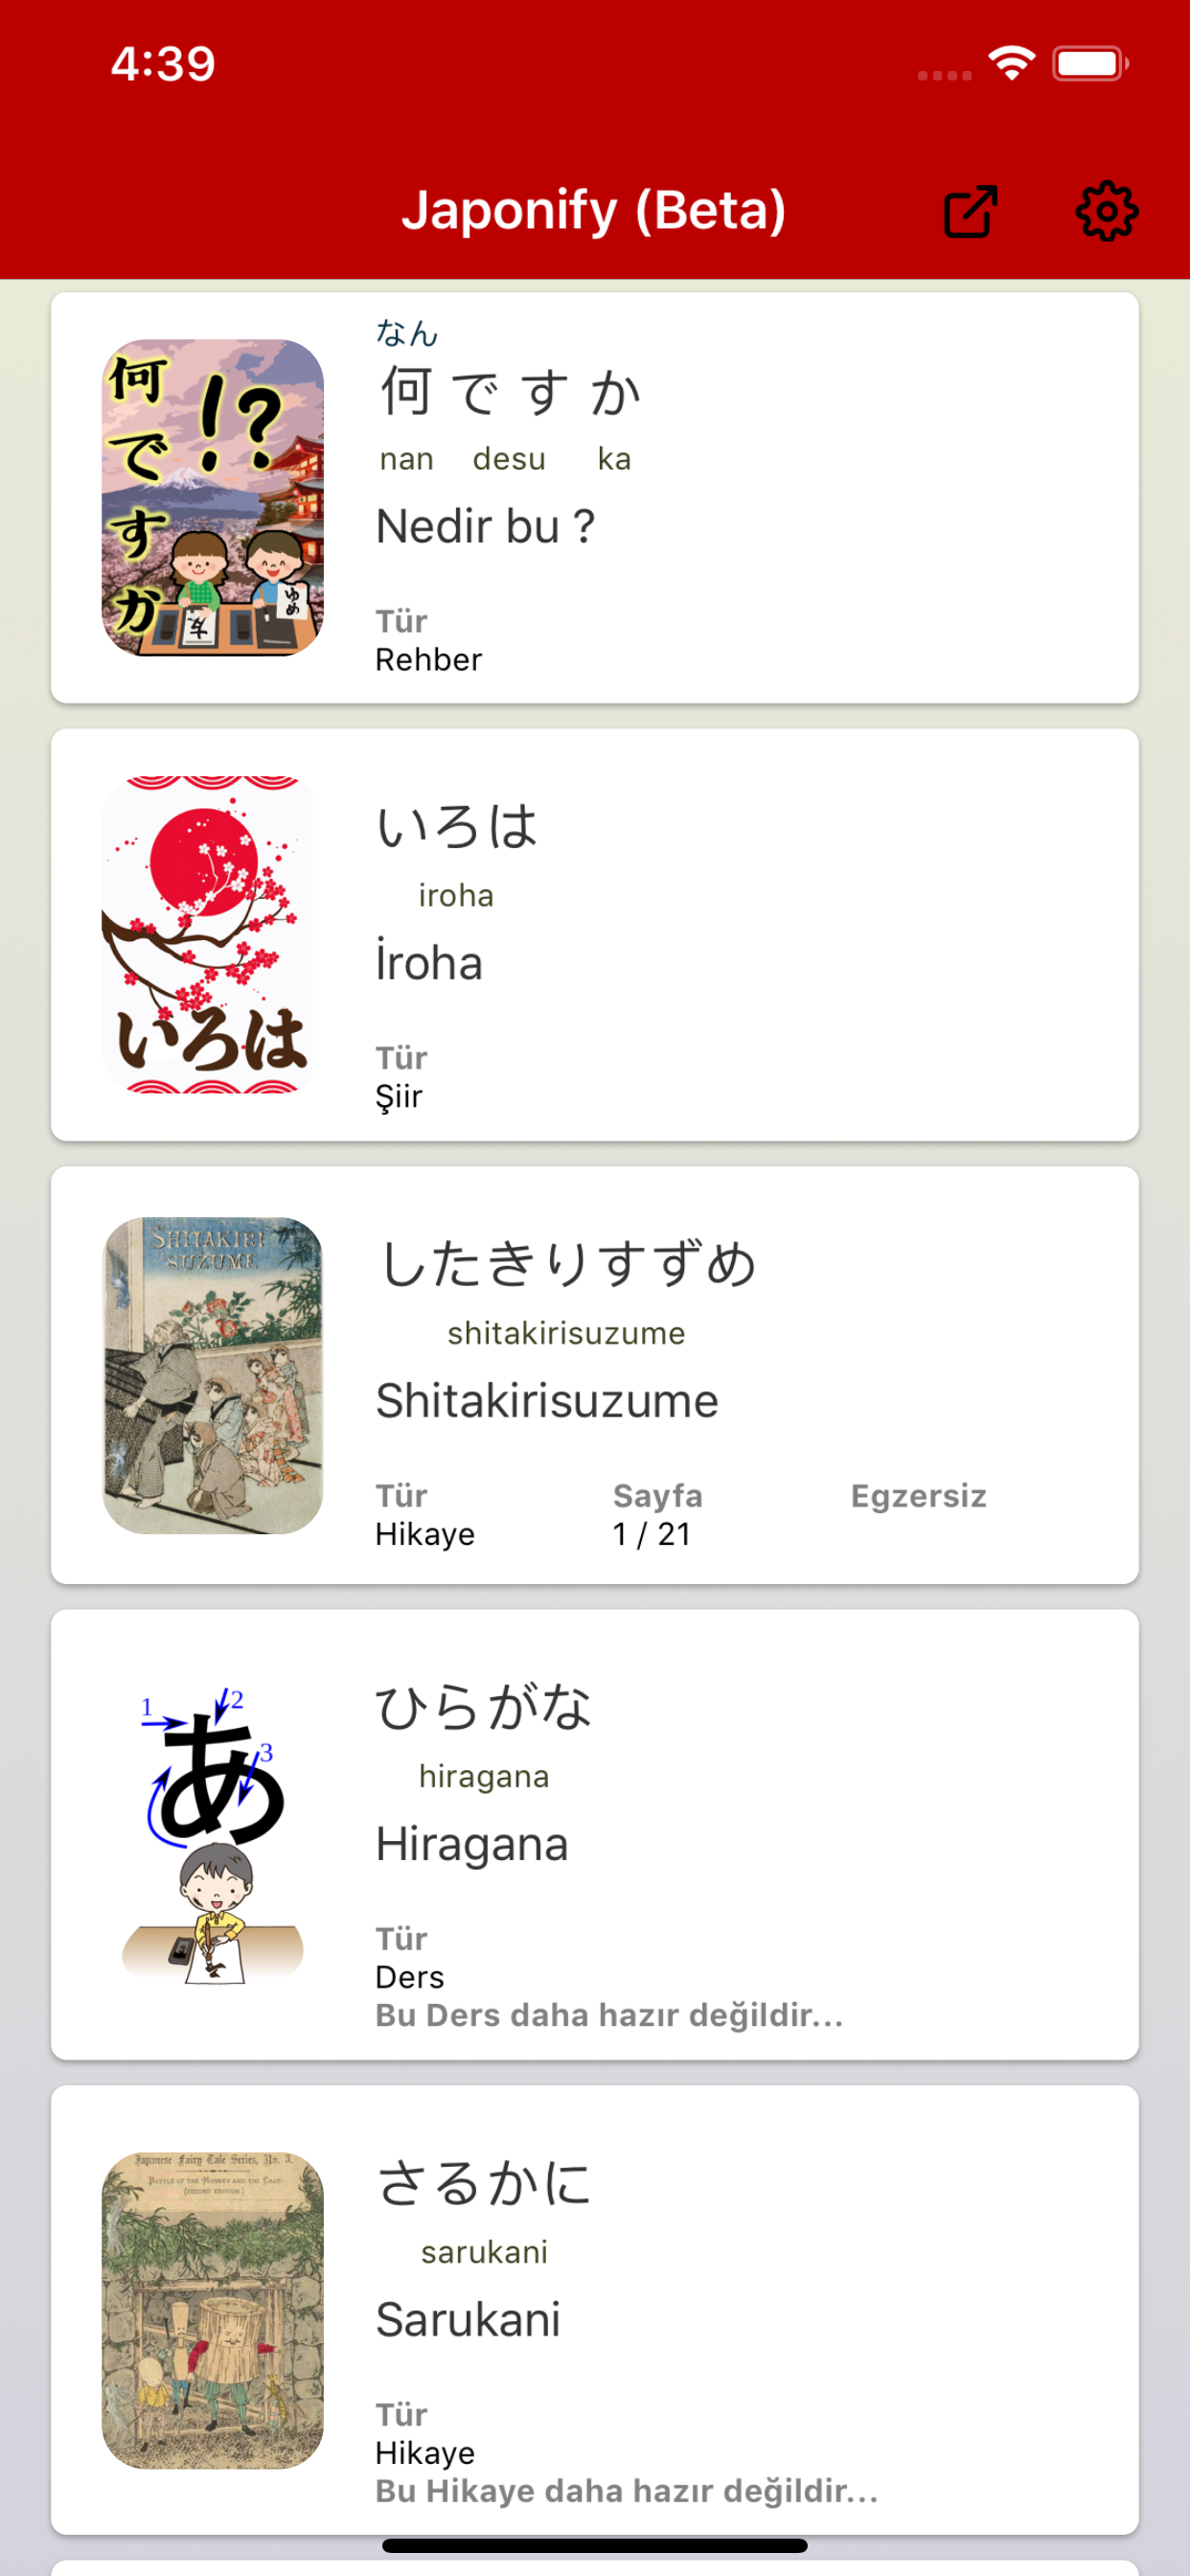 4:39
Japonify (Beta)
なん
何ですか
nan desu ka
Nedir bu ?
Tür
Rehber
何ですか
!?
ゆめ
いろは
iroha
İroha
Tür
Şiir
いろは
SHITAKIRI
SUZUME
したきりすずめ
shitakirisuzume
Shitakirisuzume
Tür Sayfa Egzersiz
Hikaye 1 / 21
1 2
3
あ
ひらがな
hiragana
Hiragana
Tür
Ders
Bu Ders daha hazır değildir...
Japanese Fairy Tale Series, No. 3.
BATTLE OF THE MONKEY AND THE CRAB
(SECOND EDITION.)
さるかに
sarukani
Sarukani
Tür
Hikaye
Bu Hikaye daha hazır değildir...